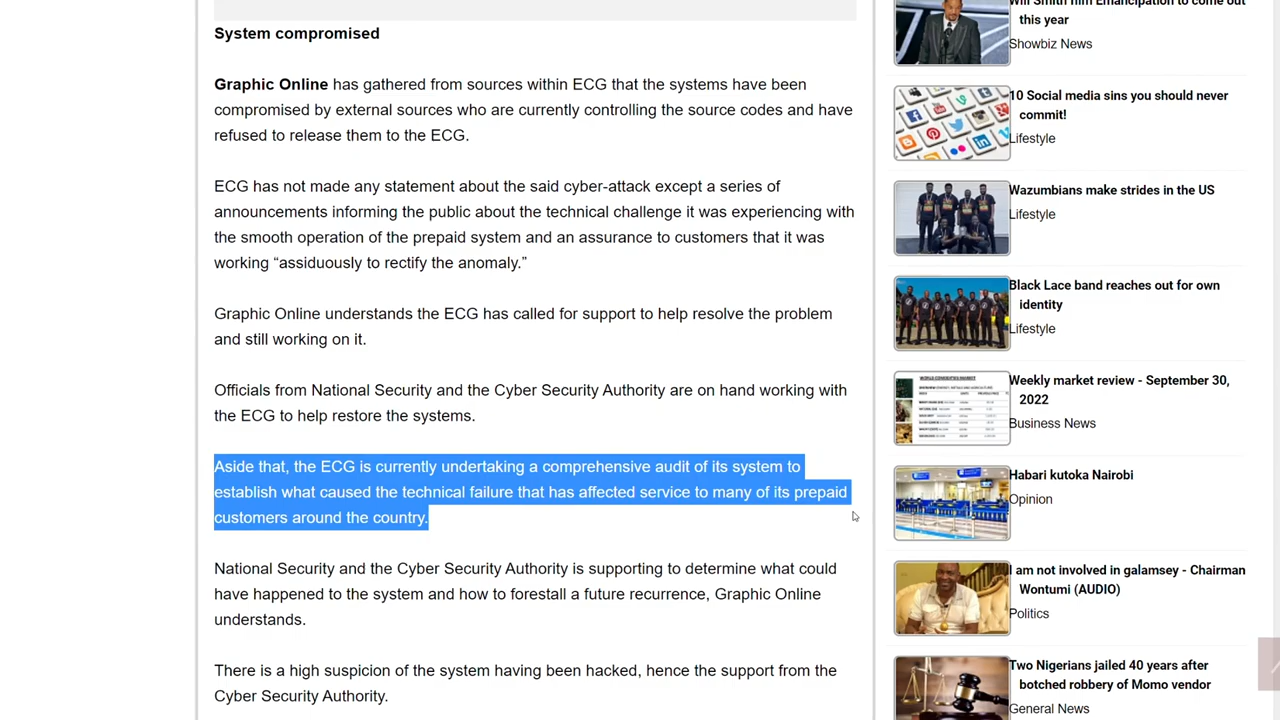 System compromised
Graphic Online has gathered from sources within ECG that the systems have been
compromised by external sources who are currently controlling the source codes and have
refused to release them to the ECG.
ECG has not made any statement about the said cyber-attack except a series of
announcements informing the public about the technical challenge it was experiencing with
the smooth operation of the prepaid system and an assurance to customers that it was
working “assiduously to rectify the anomaly.”
Graphic Online understands the ECG has called for support to help resolve the problem
and still working on it.
from National Security and the Cyber Security Authority are on hand working with
the ECG to help restore the systems.
Aside that, the ECG is currently undertaking a comprehensive audit of its system to
establish what caused the technical failure that has affected service to many of its prepaid
customers around the country.
National Security and the Cyber Security Authority is supporting to determine what could
have happened to the system and how to forestall a future recurrence, Graphic Online
understands.
There is a high suspicion of the system having been hacked, hence the support from the
Cyber Security Authority.
Will Smith film Emancipation to come out
this year
Showbiz News
10 Social media sins you should never
commit!
Lifestyle
Wazumbians make strides in the US
Lifestyle
Black Lace band reaches out for own
identity
Lifestyle
Weekly market review - September 30,
2022
Business News
Habari kutoka Nairobi
Opinion
I am not involved in galamsey - Chairman
Wontumi (AUDIO)
Politics
Two Nigerians jailed 40 years after
botched robbery of Momo vendor
General News